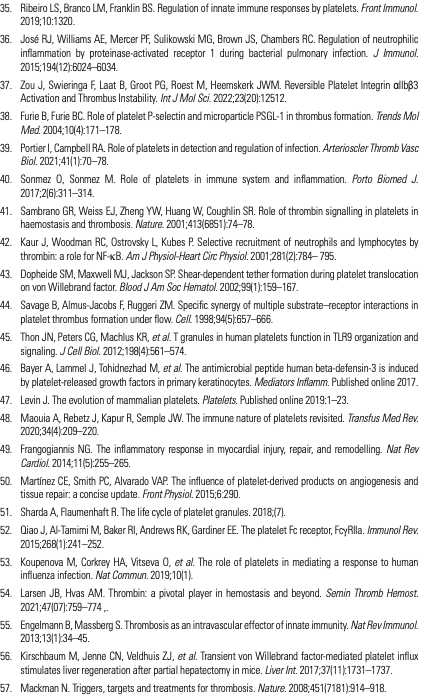 35. Ribeiro LS, Branco LM, Franklin BS. Regulation of innate immune responses by platelets. Front Immunol.
2019;10:1320.
36. José RJ, Williams AE, Mercer PF, Sulikowski MG, Brown JS, Chambers RC. Regulation of neutrophilic
inflammation by proteinase-activated receptor 1 during bacterial pulmonary infection. J Immunol.
2015;194(12):6024–6034.
37. Zou J, Swieringa F, Laat B, Groot PG, Roest M, Heemskerk JWM. Reversible Platelet Integrin αIIbβ3
Activation and Thrombus Instability. Int J Mol Sci. 2022;23(20):12512.
38. Furie B, Furie BC. Role of platelet P-selectin and microparticle PSGL-1 in thrombus formation. Trends Mol
Med. 2004;10(4):171–178.
39. Portier I, Campbell RA. Role of platelets in detection and regulation of infection. Arterioscler Thromb Vasc
Biol. 2021;41(1):70–78.
40. Sonmez O, Sonmez M. Role of platelets in immune system and inflammation. Porto Biomed J.
2017;2(6):311–314.
41. Sambrano GR, Weiss EJ, Zheng YW, Huang W, Coughlin SR. Role of thrombin signalling in platelets in
haemostasis and thrombosis. Nature. 2001;413(6851):74–78.
42. Kaur J, Woodman RC, Ostrovsky L, Kubes P. Selective recruitment of neutrophils and lymphocytes by
thrombin: a role for NF-κB. Am J Physiol-Heart Circ Physiol. 2001;281(2):784– 795.
43. Dopheide SM, Maxwell MJ, Jackson SP. Shear-dependent tether formation during platelet translocation
on von Willebrand factor. Blood J Am Soc Hematol. 2002;99(1):159–167.
44. Savage B, Almus-Jacobs F, Ruggeri ZM. Specific synergy of multiple substrate–receptor interactions in
platelet thrombus formation under flow. Cell. 1998;94(5):657–666.
45. Thon JN, Peters CG, Machlus KR, et al. T granules in human platelets function in TLR9 organization and
signaling. J Cell Biol. 2012;198(4):561–574.
46. Bayer A, Lammel J, Tohidnezhad M, et al. The antimicrobial peptide human beta-defensin-3 is induced
by platelet-released growth factors in primary keratinocytes. Mediators Inflamm. Published online 2017.
47. Levin J. The evolution of mammalian platelets. Platelets. Published online 2019:1–23.
48. Maouia A, Rebetz J, Kapur R, Semple JW. The immune nature of platelets revisited. Transfus Med Rev.
2020;34(4):209–220.
49. Frangogiannis NG. The inflammatory response in myocardial injury, repair, and remodelling. Nat Rev
Cardiol. 2014;11(5):255–265.
50. Martínez CE, Smith PC, Alvarado VAP. The influence of platelet-derived products on angiogenesis and
tissue repair: a concise update. Front Physiol. 2015;6:290.
51. Sharda A, Flaumenhaft R. The life cycle of platelet granules. 2018;(7).
52. Qiao J, Al-Tamimi M, Baker RI, Andrews RK, Gardiner EE. The platelet Fc receptor, FcγRIIa. Immunol Rev.
2015;268(1):241–252.
53. Koupenova M, Corkrey HA, Vitseva O, et al. The role of platelets in mediating a response to human
influenza infection. Nat Commun. 2019;10(1).
54. Larsen JB, Hvas AM. Thrombin: a pivotal player in hemostasis and beyond. Semin Thromb Hemost.
2021;47(07):759–774 ,.
55. Engelmann B, Massberg S. Thrombosis as an intravascular effector of innate immunity. Nat Rev Immunol.
2013;13(1):34–45.
56. Kirschbaum M, Jenne CN, Veldhuis ZJ, et al. Transient von Willebrand factor-mediated platelet influx
stimulates liver regeneration after partial hepatectomy in mice. Liver Int. 2017;37(11):1731–1737.
57. Mackman N. Triggers, targets and treatments for thrombosis. Nature. 2008;451(7181):914–918.